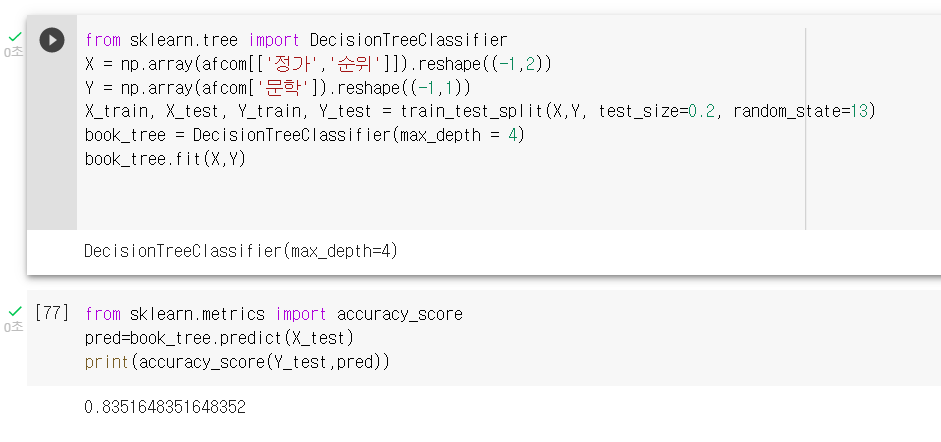 from sklearn.tree import DecisionTreeClassifier
0초
X = np.array(afcom[['정가','순위']]).reshape((-1,2))
Y = np.array(afcom['문학']).reshape((-1,1))
X_train, X_test, Y_train, Y_test = train_test_split(X,Y, test_size=0.2, random_state=13)
book_tree = DecisionTreeClassifier(max_depth = 4)
book_tree.fit(X,Y)
DecisionTreeClassifier(max_depth=4)
[77] from sklearn.metrics import accuracy_score
0초
pred=book_tree.predict(X_test)
print(accuracy_score(Y_test,pred))
0.8351648351648352